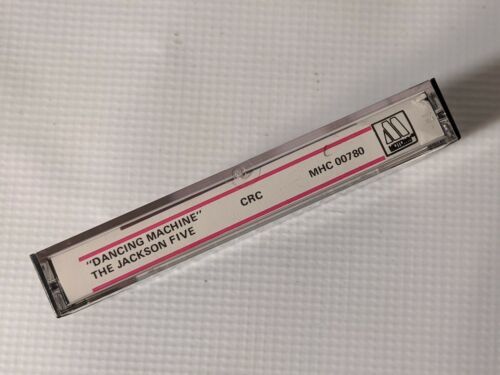 "DANCING MACHINE"
THE JACKSON FIVE
CRC
MHC 00780
M